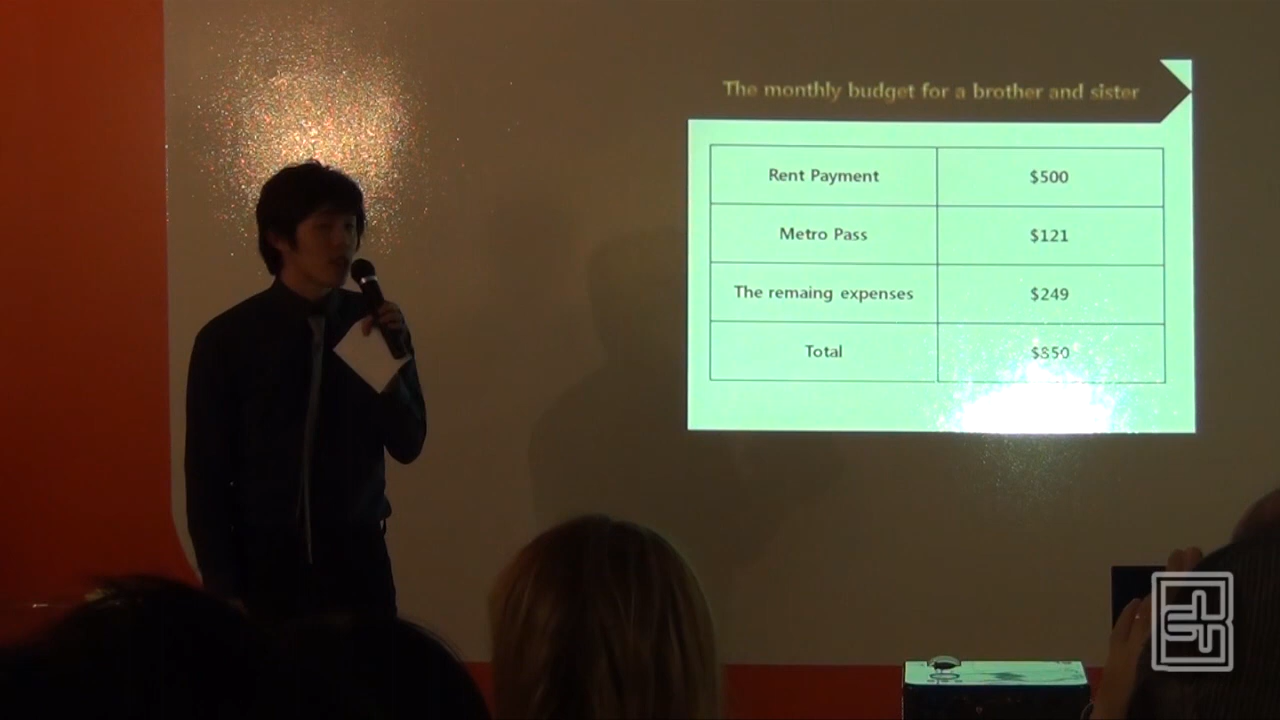 The monthly budget for a brother and sister
Rent Payment $500
Metro Pass $121
The remaing expenses $249
Total $850